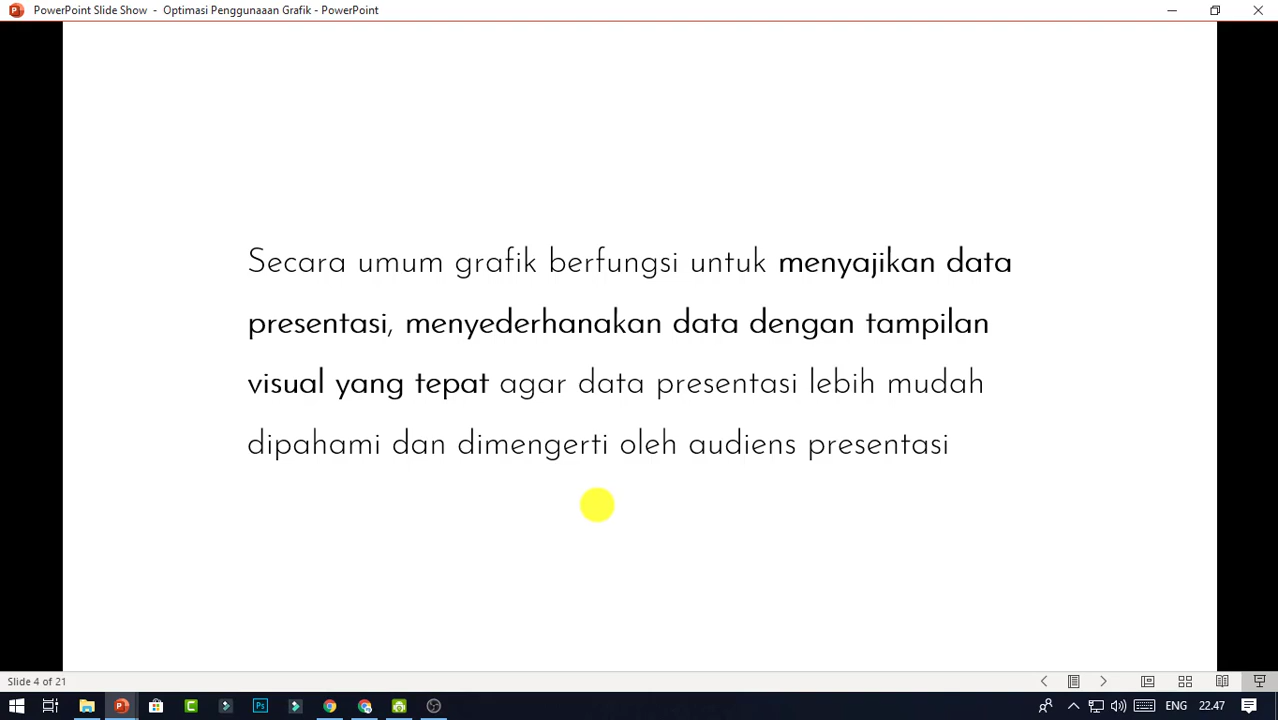 PowerPoint Slide Show - Optimasi Penggunaaan Grafik - PowerPoint
Secara umum grafik berfungsi untuk menyajikan data
presentasi, menyederhanakan data dengan tampilan
visual yang tepat agar data presentasi lebih mudah
dipahami dan dimengerti oleh audiens presentasi
Slide 4 of 21
ENG 22.47